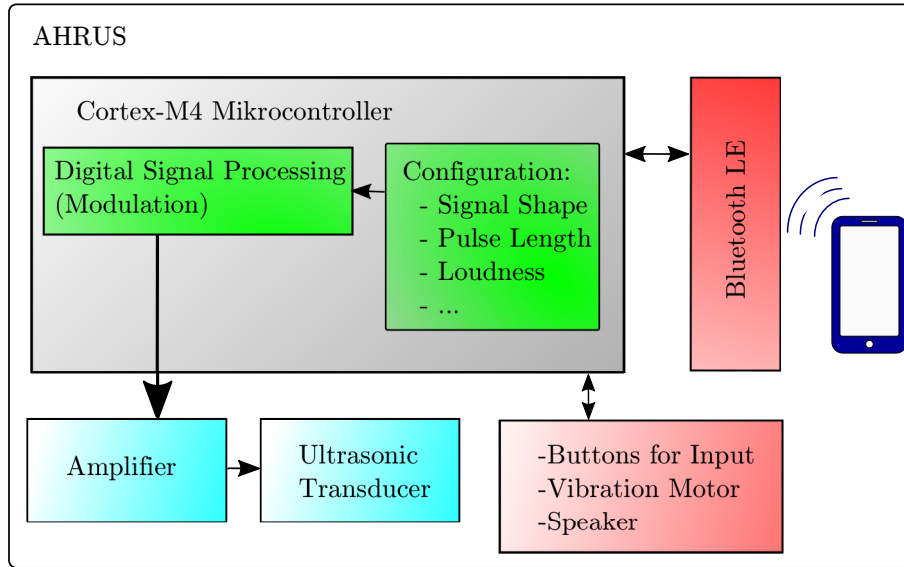 AHRUS
Cortex-M4 Mikrocontroller
Digital Signal Processing
(Modulation)
Configuration:
- Signal Shape
- Pulse Length
- Loudness
- ...
Bluetooth LE
Amplifier
Ultrasonic
Transducer
-Buttons for Input
-Vibration Motor
-Speaker